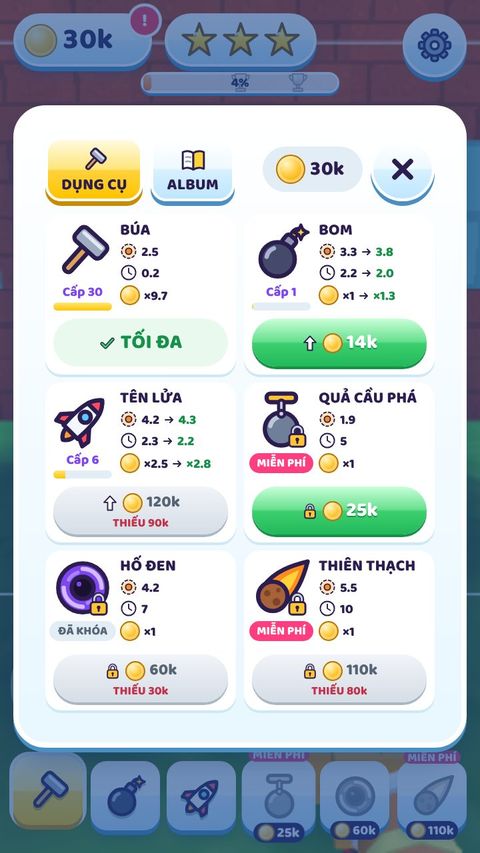 30k
!
4%
DỤNG CỤ
ALBUM
30k
BÚA
2.5
0.2
Cấp 30
×9.7
TỐI ĐA
BOM
3.3 → 3.8
2.2 → 2.0
Cấp 1
×1 → ×1.3
14k
TÊN LỬA
4.2 → 4.3
2.3 → 2.2
Cấp 6
×2.5 → ×2.8
120k
THIẾU 90k
QUẢ CẦU PHÁ
1.9
5
MIỄN PHÍ
×1
25k
HỐ ĐEN
4.2
7
ĐÃ KHÓA
×1
60k
THIẾU 30k
THIÊN THẠCH
5.5
10
MIỄN PHÍ
×1
110k
THIẾU 80k
MIỄN PHÍ
MIỄN PHÍ
25k
60k
110k